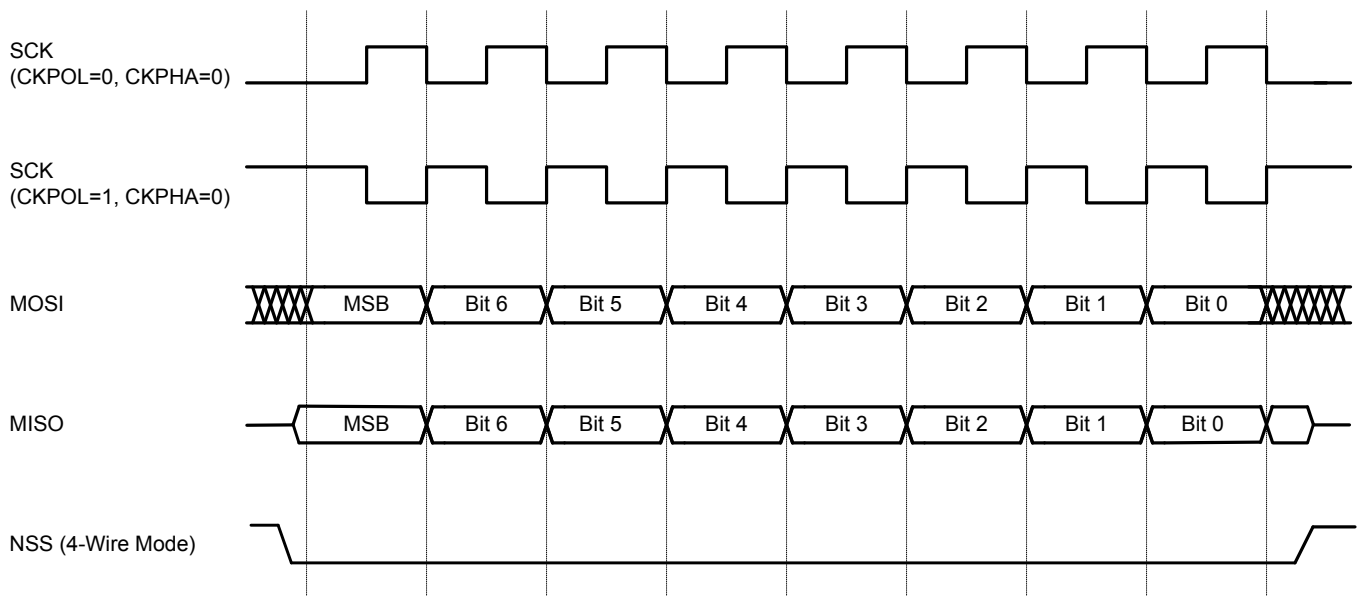 SCK
(CKPOL=0, CKPHA=0)
SCK
(CKPOL=1, CKPHA=0)
MOSI
MSB Bit 6 Bit 5 Bit 4 Bit 3 Bit 2 Bit 1 Bit 0
MISO
MSB Bit 6 Bit 5 Bit 4 Bit 3 Bit 2 Bit 1 Bit 0
NSS (4-Wire Mode)